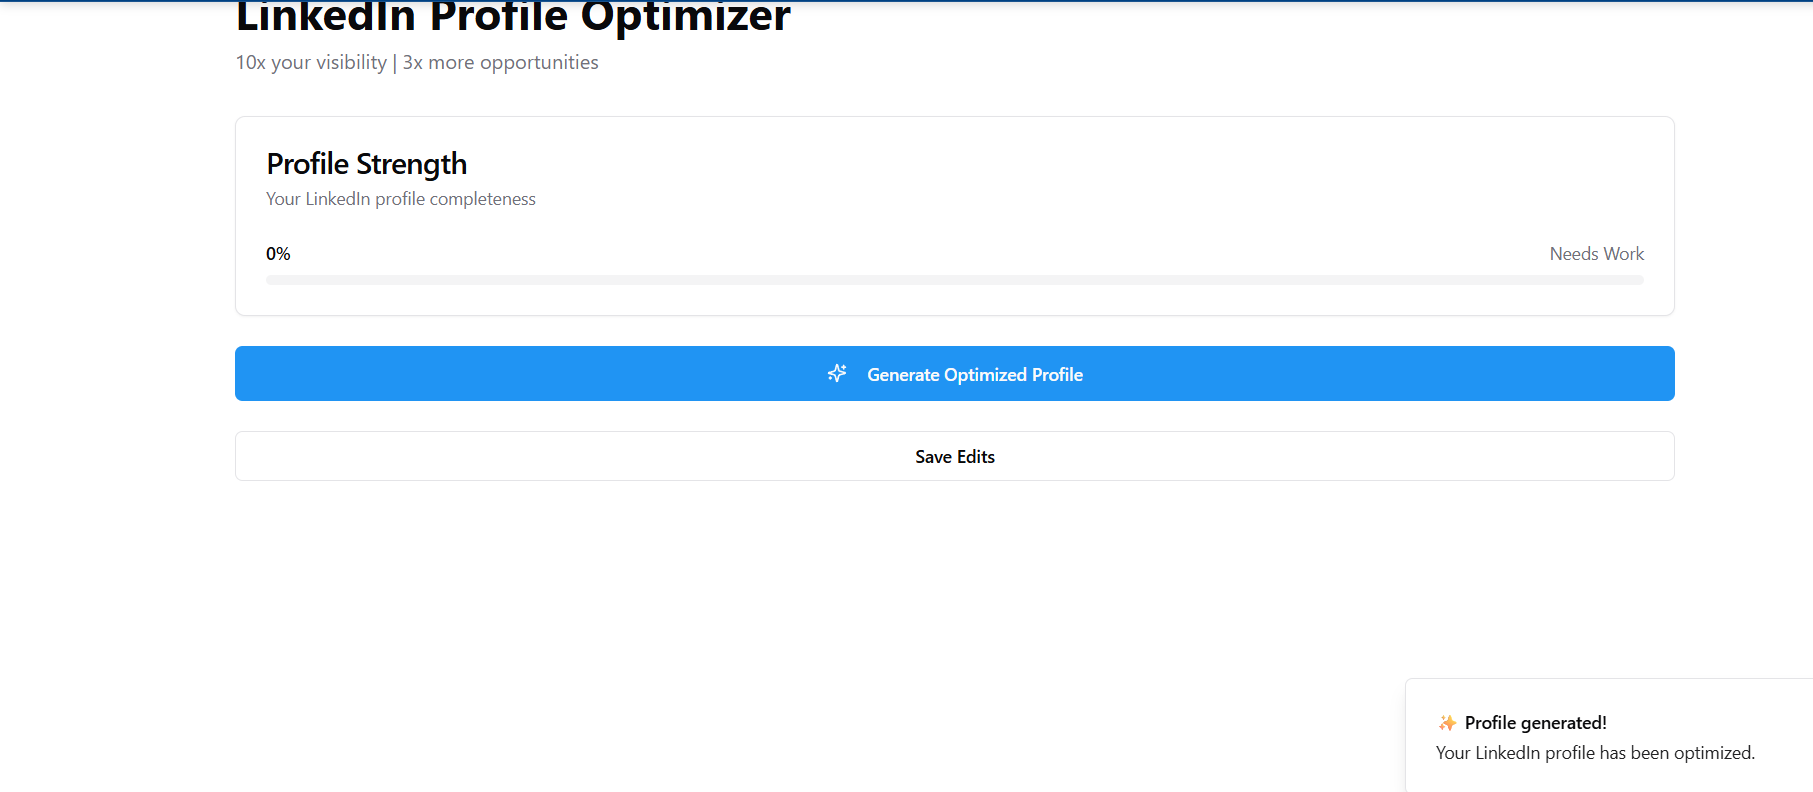 LinkedIn Profile Optimizer
10x your visibility | 3x more opportunities
Profile Strength
Your LinkedIn profile completeness
0%
Needs Work
Generate Optimized Profile
Save Edits
✨ Profile generated!
Your LinkedIn profile has been optimized.